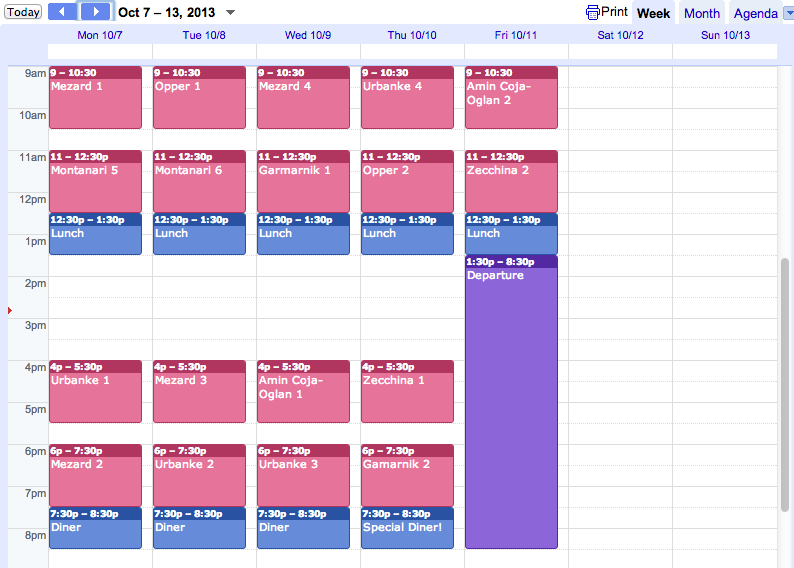 Today Oct 7 – 13, 2013 Print Week Month Agenda
Mon 10/7 Tue 10/8 Wed 10/9 Thu 10/10 Fri 10/11 Sat 10/12 Sun 10/13
9am
10am
11am
12pm
1pm
2pm
3pm
4pm
5pm
6pm
7pm
8pm
9 – 10:30
Mezard 1
11 – 12:30p
Montanari 5
12:30p – 1:30p
Lunch
4p – 5:30p
Urbanke 1
6p – 7:30p
Mezard 2
7:30p – 8:30p
Diner
9 – 10:30
Opper 1
11 – 12:30p
Montanari 6
12:30p – 1:30p
Lunch
4p – 5:30p
Mezard 3
6p – 7:30p
Urbanke 2
7:30p – 8:30p
Diner
9 – 10:30
Mezard 4
11 – 12:30p
Garmarnik 1
12:30p – 1:30p
Lunch
4p – 5:30p
Amin Coja-
Oglan 1
6p – 7:30p
Urbanke 3
7:30p – 8:30p
Diner
9 – 10:30
Urbanke 4
11 – 12:30p
Opper 2
12:30p – 1:30p
Lunch
4p – 5:30p
Zecchina 1
6p – 7:30p
Gamarnik 2
7:30p – 8:30p
Special Diner!
9 – 10:30
Amin Coja-
Oglan 2
11 – 12:30p
Zecchina 2
12:30p – 1:30p
Lunch
1:30p – 8:30p
Departure